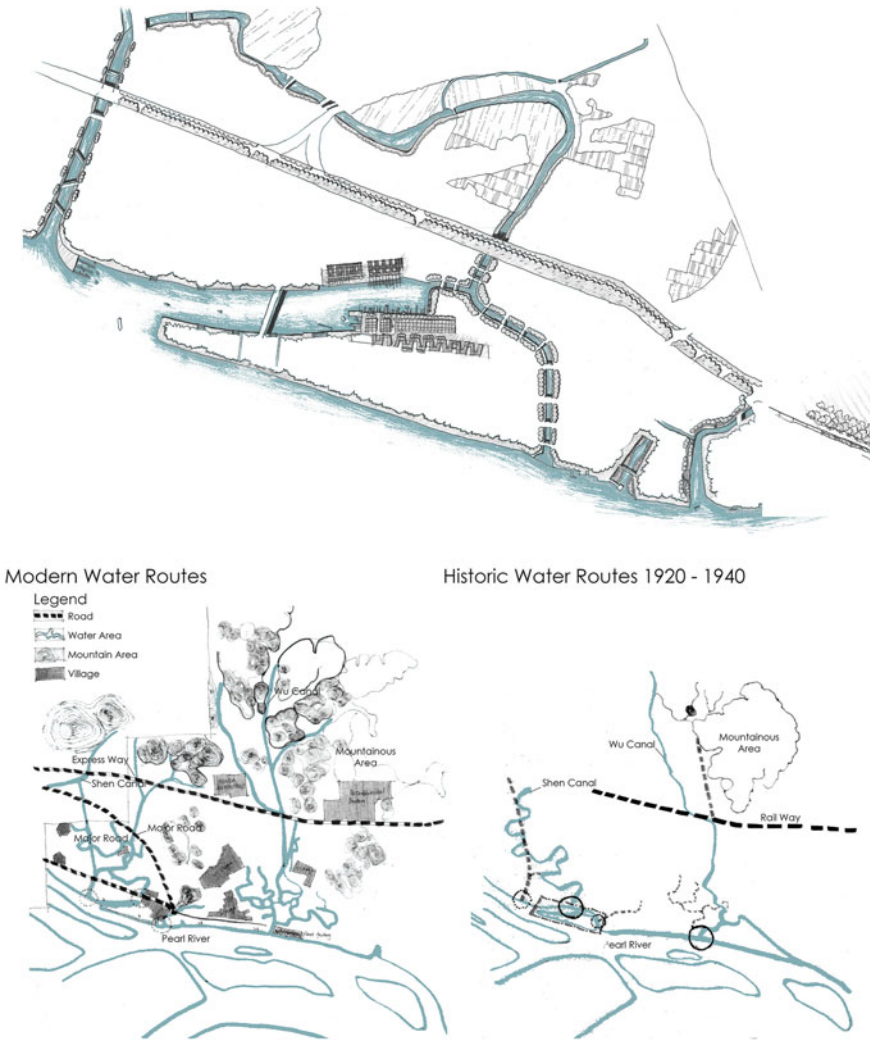 Modern Water Routes
Historic Water Routes 1920 - 1940
Legend
Road
Water Area
Mountain Area
Village
Wu Canal
Mountainous
Area
Express Way
Shen Canal
Major Road
Major Road
Pearl River
Wu Canal
Mountainous
Area
Shen Canal
Rail Way
earl River